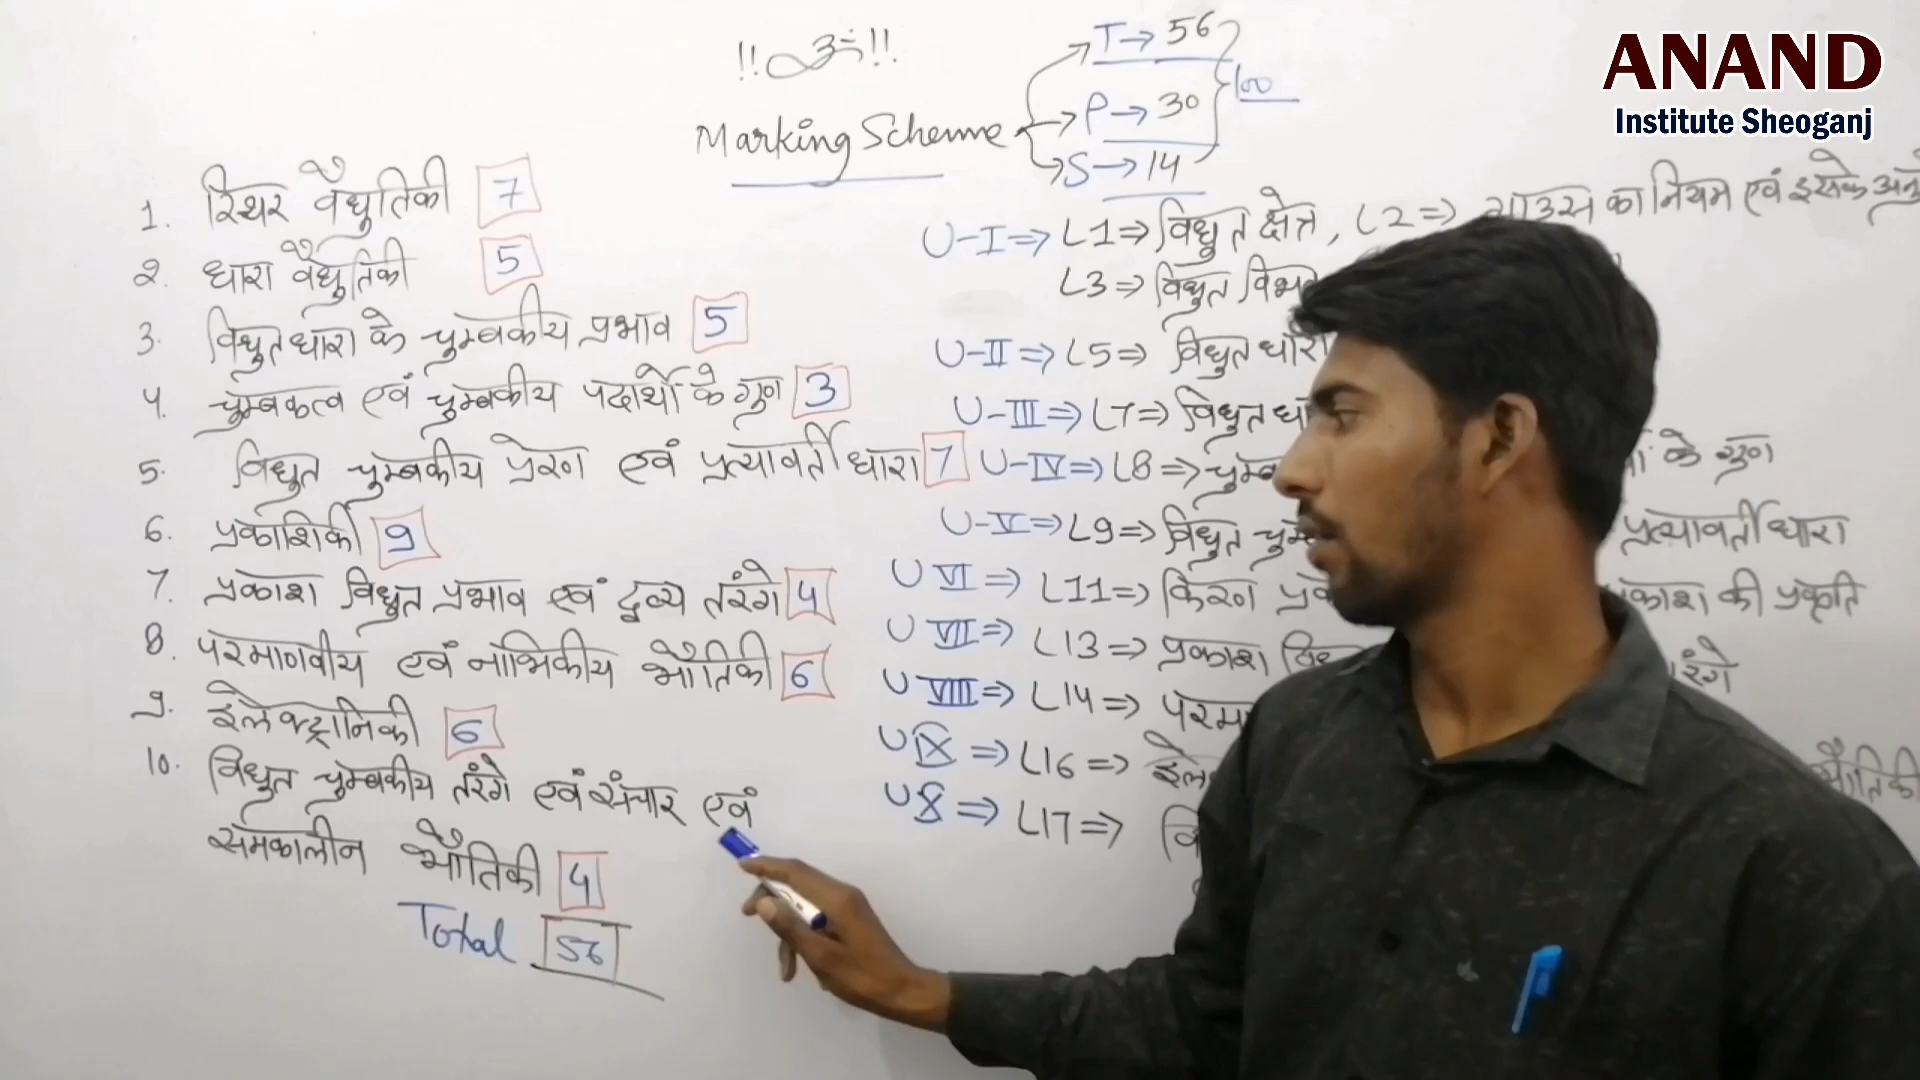 ANAND
Institute Sheoganj
!! ॐ !!
Marking Scheme
T → 56
P → 30
S → 14
100
1. स्थिर वैधुतिकी 7
2. धारा वैधुतिकी 5
3. विधुत धारा के चुम्बकीय प्रभाव 5
4. चुम्बकत्व एवं चुम्बकीय पदार्थो के गुण 3
5. विधुत चुम्बकीय प्रेरण एवं प्रत्यावर्ती धारा 7
6. प्रकाशिकी 9
7. प्रकाश विधुत प्रभाव एवं द्रव्य तरंगे 4
8. परमाणवीय एवं नाभिकीय भौतिकी 6
9. इलेक्ट्रानिकी 6
10. विधुत चुम्बकीय तंरगे एवं संचार एवं
समकालीन भौतिकी 4
Total 56
U-I ⇒ L1 ⇒ विधुत क्षेत्र, L2 ⇒ गाउस का नियम एवं इसके
L3 ⇒ विधुत
U-II ⇒ L5 ⇒ विधुत धारा
U-III ⇒ L7 ⇒ विधुत
U-IV ⇒ L8 ⇒ के गुण
U-V ⇒ L9 ⇒ विधुत प्रत्यावर्ती धारा
U VI ⇒ L11 ⇒ किरण की प्रकृति
U VII ⇒ L13 ⇒ प्रकाश
U VIII ⇒ L14 ⇒
U IX ⇒ L16 ⇒
U X ⇒ L17 ⇒